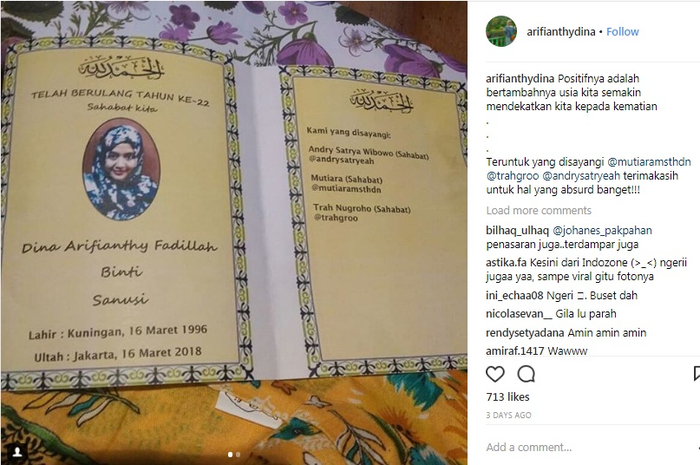 الحمد لله
TELAH BERULANG TAHUN KE-22
Sahabat kita
Dina Arifianthy Fadillah
Binti
Sanusi
Lahir : Kuningan, 16 Maret 1996
Ultah : Jakarta, 16 Maret 2018
الحمد لله
Kami yang disayangi:
Andry Satrya Wibowo (Sahabat)
@andrysatryeah
Mutiara (Sahabat)
@mutiaramsthdn
Trah Nugroho (Sahabat)
@trahgroo
arifianthydina • Follow
arifianthydina Positifnya adalah
bertambahnya usia kita semakin
mendekatkan kita kepada kematian
.
.
.
Teruntuk yang disayangi @mutiaramsthdn
@trahgroo @andrysatryeah terimakasih
untuk hal yang absurd banget!!!
Load more comments
bilhaq_ulhaq @johanes_pakpahan
penasaran juga..terdampar juga
astika.fa Kesini dari Indozone (>_<) ngerii
jugaa yaa, sampe viral gitu fotonya
ini_echaa08 Ngeri. Buset dah
nicolasevan__ Gila lu parah
rendysetyadana Amin amin amin
amiraf.1417 Wawww
713 likes
3 DAYS AGO
Add a comment...